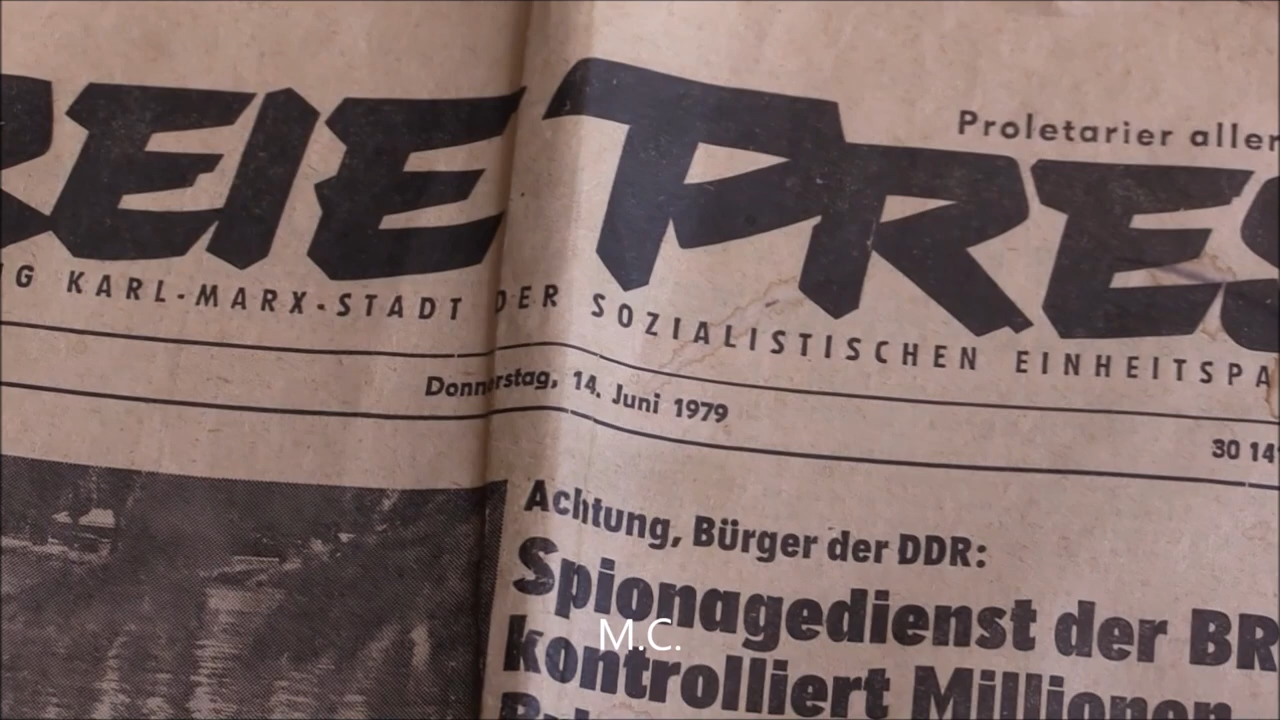 Proletarier aller
REIE PRES
G KARL-MARX-STADT DER SOZIALISTISCHEN EINHEITSPA
Donnerstag, 14. Juni 1979
30 14
Achtung, Bürger der DDR:
Spionagedienst der BR
kontrolliert Millionen
M.C.